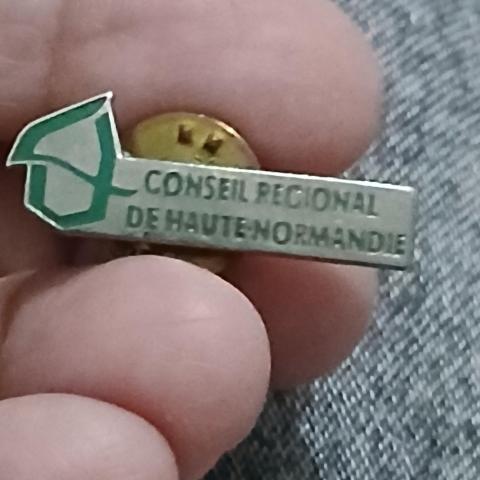 CONSEIL REGIONAL
DE HAUTE-NORMANDIE